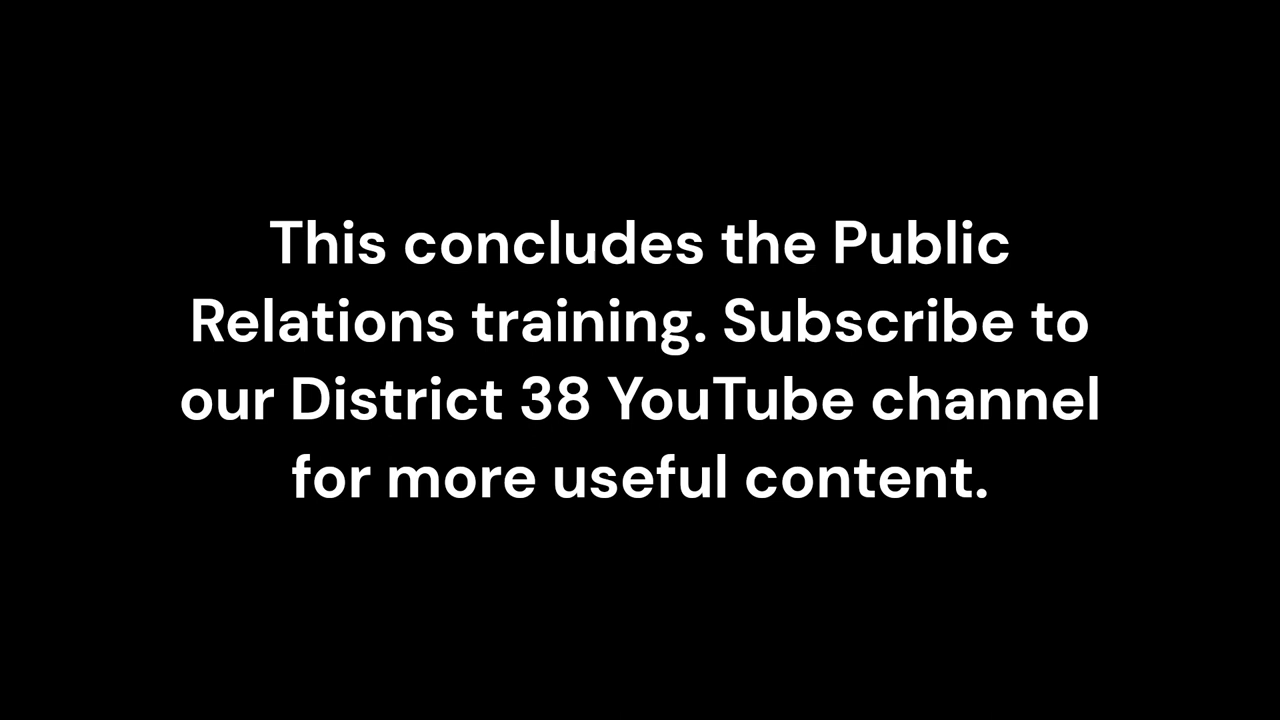 This concludes the Public
Relations training. Subscribe to
our District 38 YouTube channel
for more useful content.